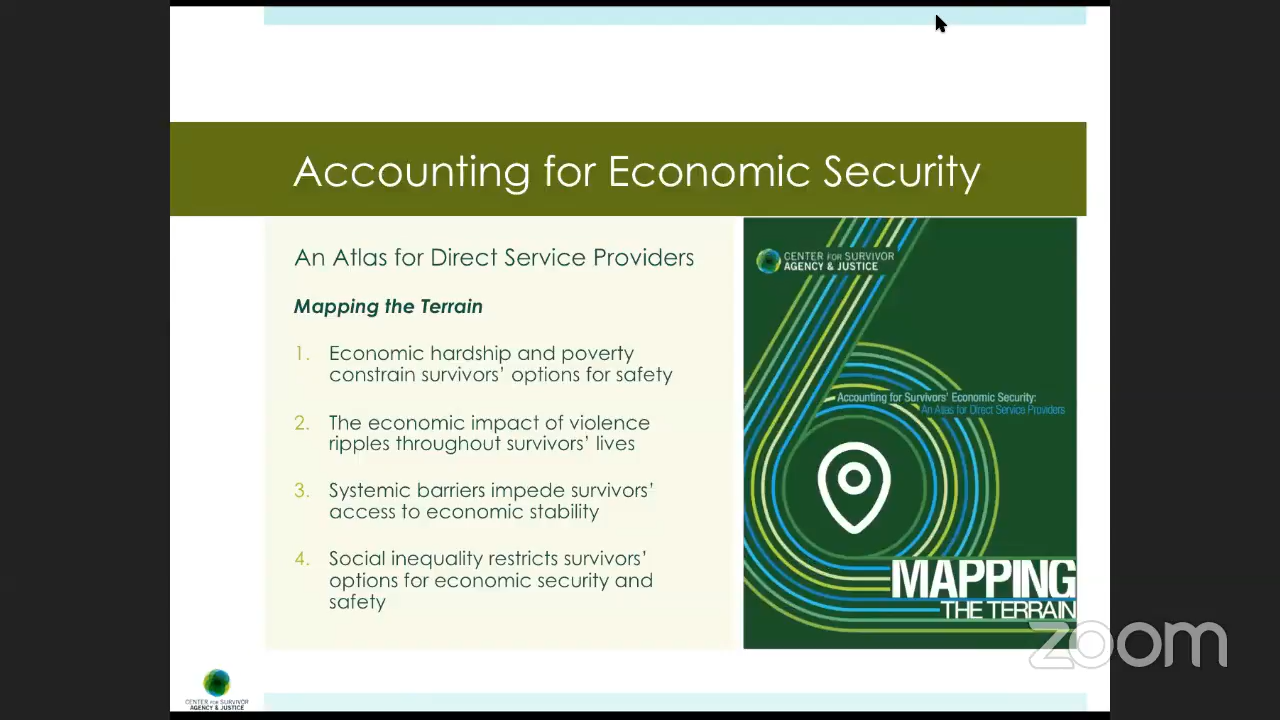 Accounting for Economic Security
An Atlas for Direct Service Providers
Mapping the Terrain
1. Economic hardship and poverty
constrain survivors' options for safety
2. The economic impact of violence
ripples throughout survivors' lives
3. Systemic barriers impede survivors'
access to economic stability
4. Social inequality restricts survivors'
options for economic security and
safety
CENTER FOR SURVIVOR
AGENCY & JUSTICE
Accounting for Survivors' Economic Security:
An Atlas for Direct Service Providers
MAPPING
THE TERRAIN
zoom
CENTER FOR SURVIVOR
AGENCY & JUSTICE